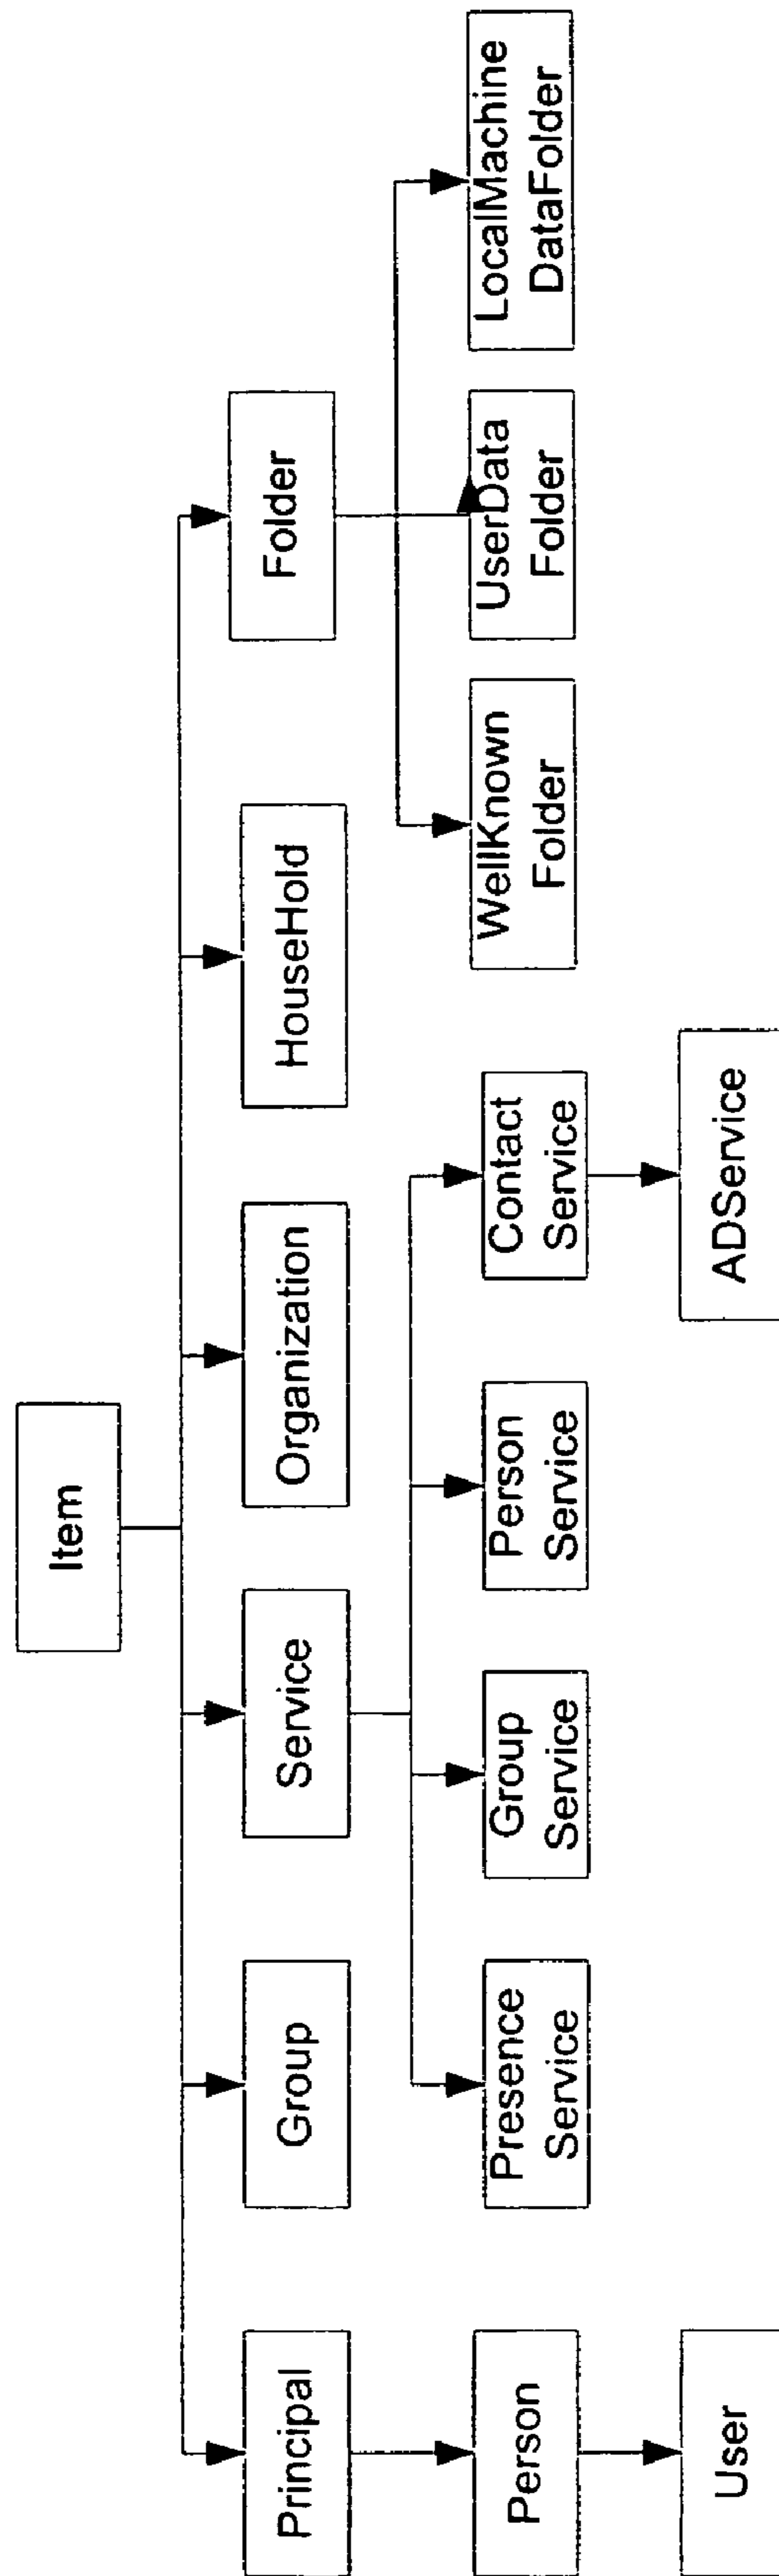 Item
Principal
Group
Service
Organization
HouseHold
Folder
Person
Presence
Service
Group
Service
Person
Service
Contact
Service
WellKnown
Folder
UserData
Folder
LocalMachine
DataFolder
User
ADService